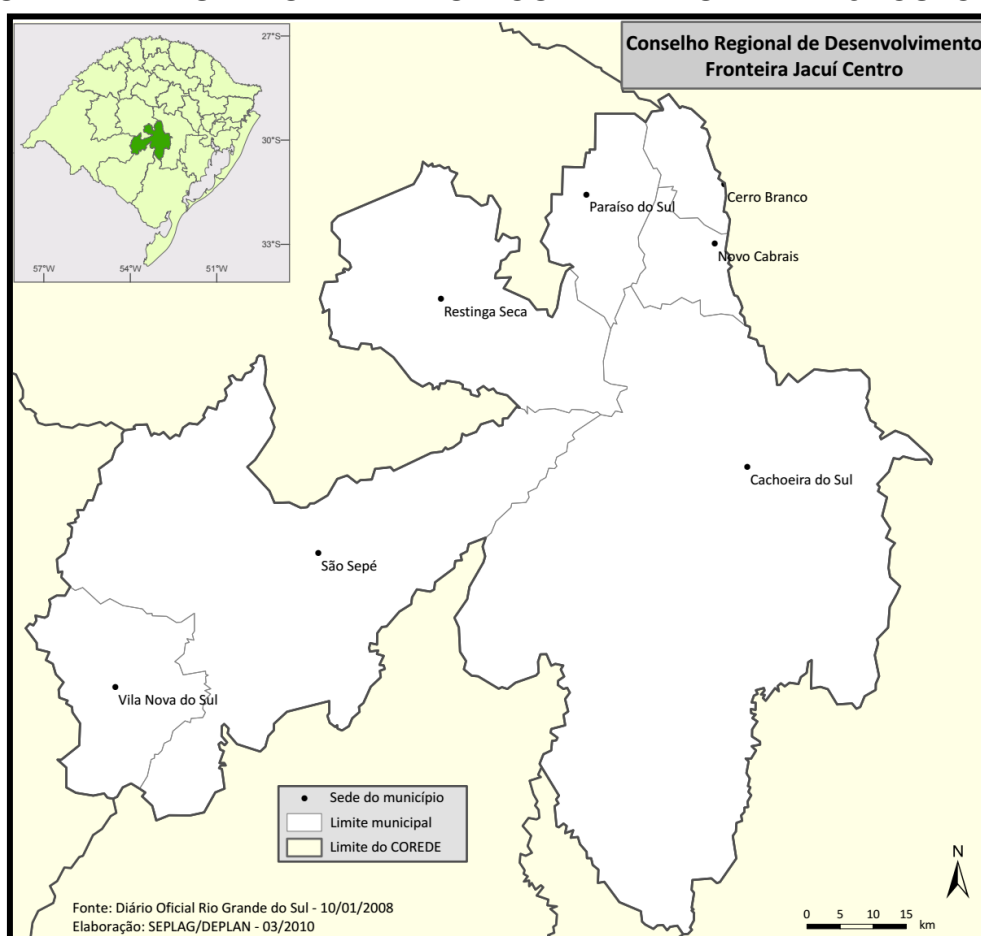 Conselho Regional de Desenvolvimento
Fronteira Jacuí Centro
27°S
30°S
33°S
57°W
54°W
51°W
Paraíso do Sul
Cerro Branco
Novo Cabrais
Restinga Seca
Cachoeira do Sul
São Sepé
Vila Nova do Sul
Sede do município
Limite municipal
Limite do COREDE
N
0 5 10 15
km
Fonte: Diário Oficial Rio Grande do Sul - 10/01/2008
Elaboração: SEPLAG/DEPLAN - 03/2010